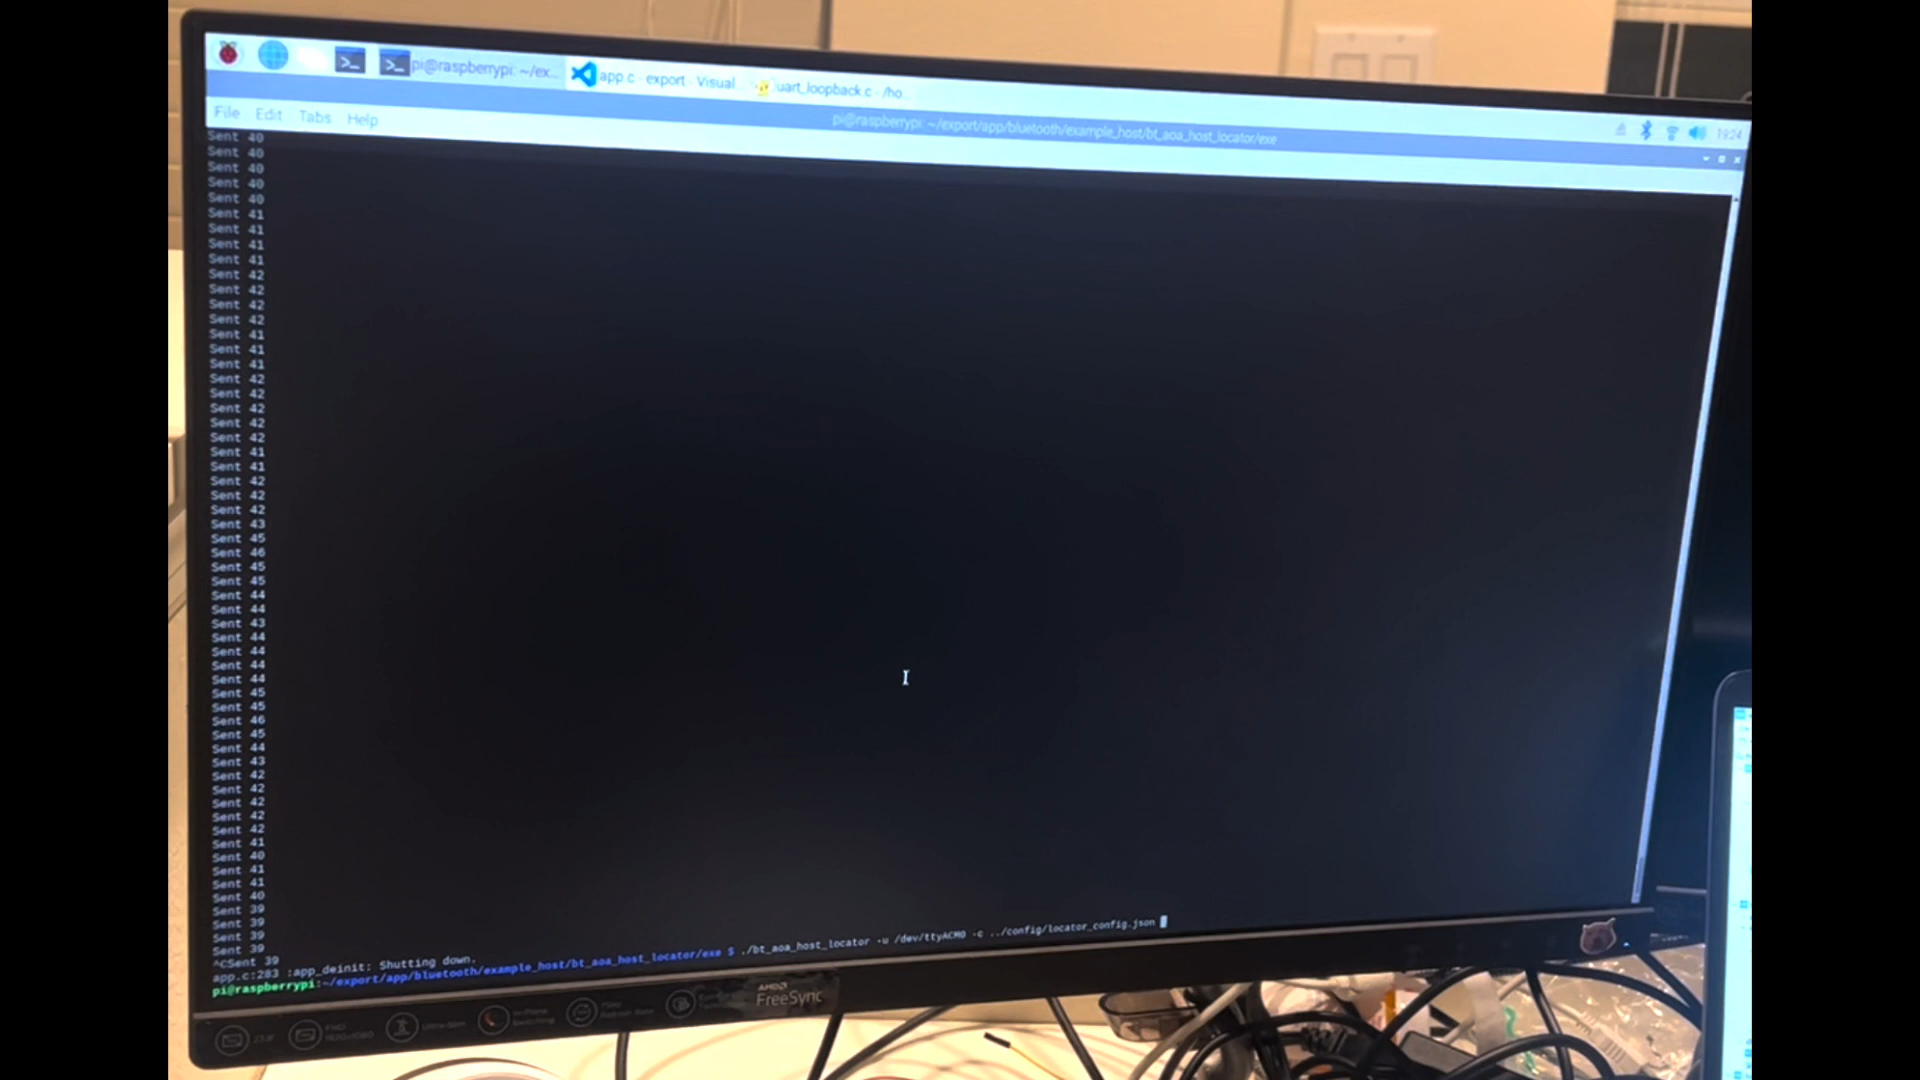 pi@raspberrypi: ~/ex...
app.c - export - Visual...
uart_loopback.c - /ho...
File Edit Tabs Help
pi@raspberrypi: ~/export/app/bluetooth/example_host/bt_aoa_host_locator/exe
19:24
Sent 40
Sent 40
Sent 40
Sent 40
Sent 40
Sent 41
Sent 41
Sent 41
Sent 41
Sent 42
Sent 42
Sent 42
Sent 42
Sent 41
Sent 41
Sent 41
Sent 42
Sent 42
Sent 42
Sent 42
Sent 42
Sent 41
Sent 41
Sent 42
Sent 42
Sent 42
Sent 43
Sent 45
Sent 46
Sent 45
Sent 45
Sent 44
Sent 44
Sent 43
Sent 44
Sent 44
Sent 44
Sent 44
Sent 45
Sent 45
Sent 46
Sent 45
Sent 44
Sent 43
Sent 42
Sent 42
Sent 42
Sent 42
Sent 42
Sent 41
Sent 40
Sent 41
Sent 41
Sent 40
Sent 39
Sent 39
Sent 39
Sent 39
^CSent 39
app.c:283 :app_deinit: Shutting down.
pi@raspberrypi:~/export/app/bluetooth/example_host/bt_aoa_host_locator/exe $ ./bt_aoa_host_locator -u /dev/ttyACM0 -c ../config/locator_config.json
AMD
FreeSync
Ultra-Slim